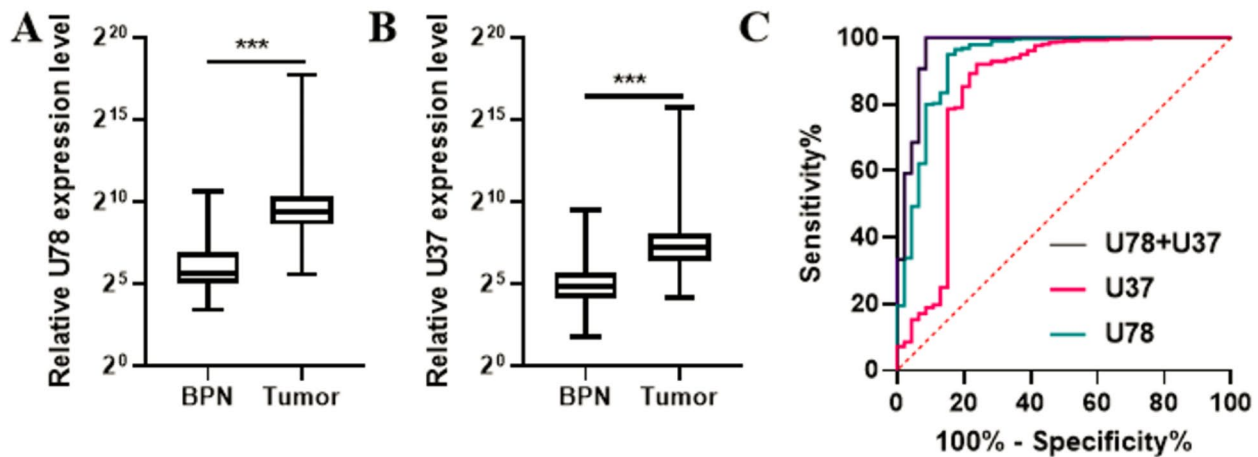 A
Relative U78 expression level
2^20
2^15
2^10
2^5
2^0
***
BPN
Tumor
B
Relative U37 expression level
2^20
2^15
2^10
2^5
2^0
***
BPN
Tumor
C
Sensitivity%
100
80
60
40
20
0
U78+U37
U37
U78
0 20 40 60 80 100
100% - Specificity%